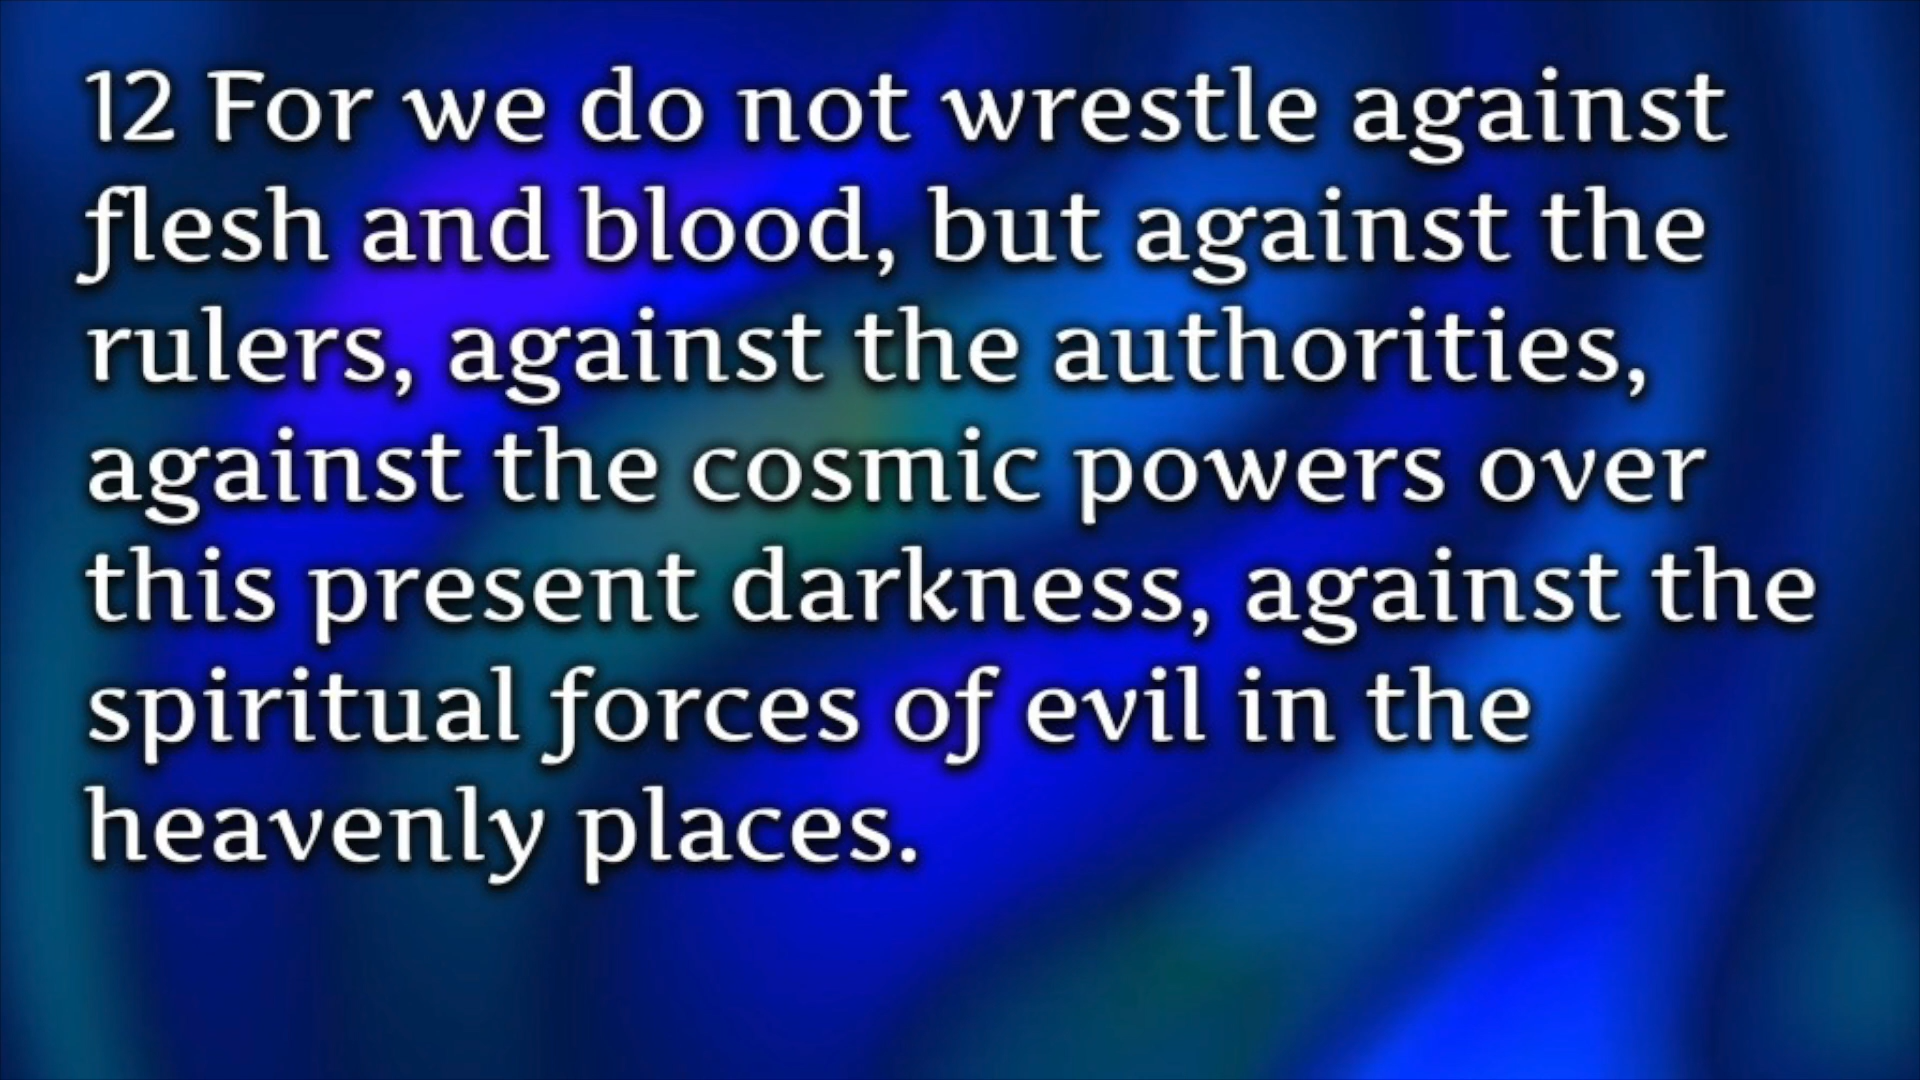 12 For we do not wrestle against
flesh and blood, but against the
rulers, against the authorities,
against the cosmic powers over
this present darkness, against the
spiritual forces of evil in the
heavenly places.